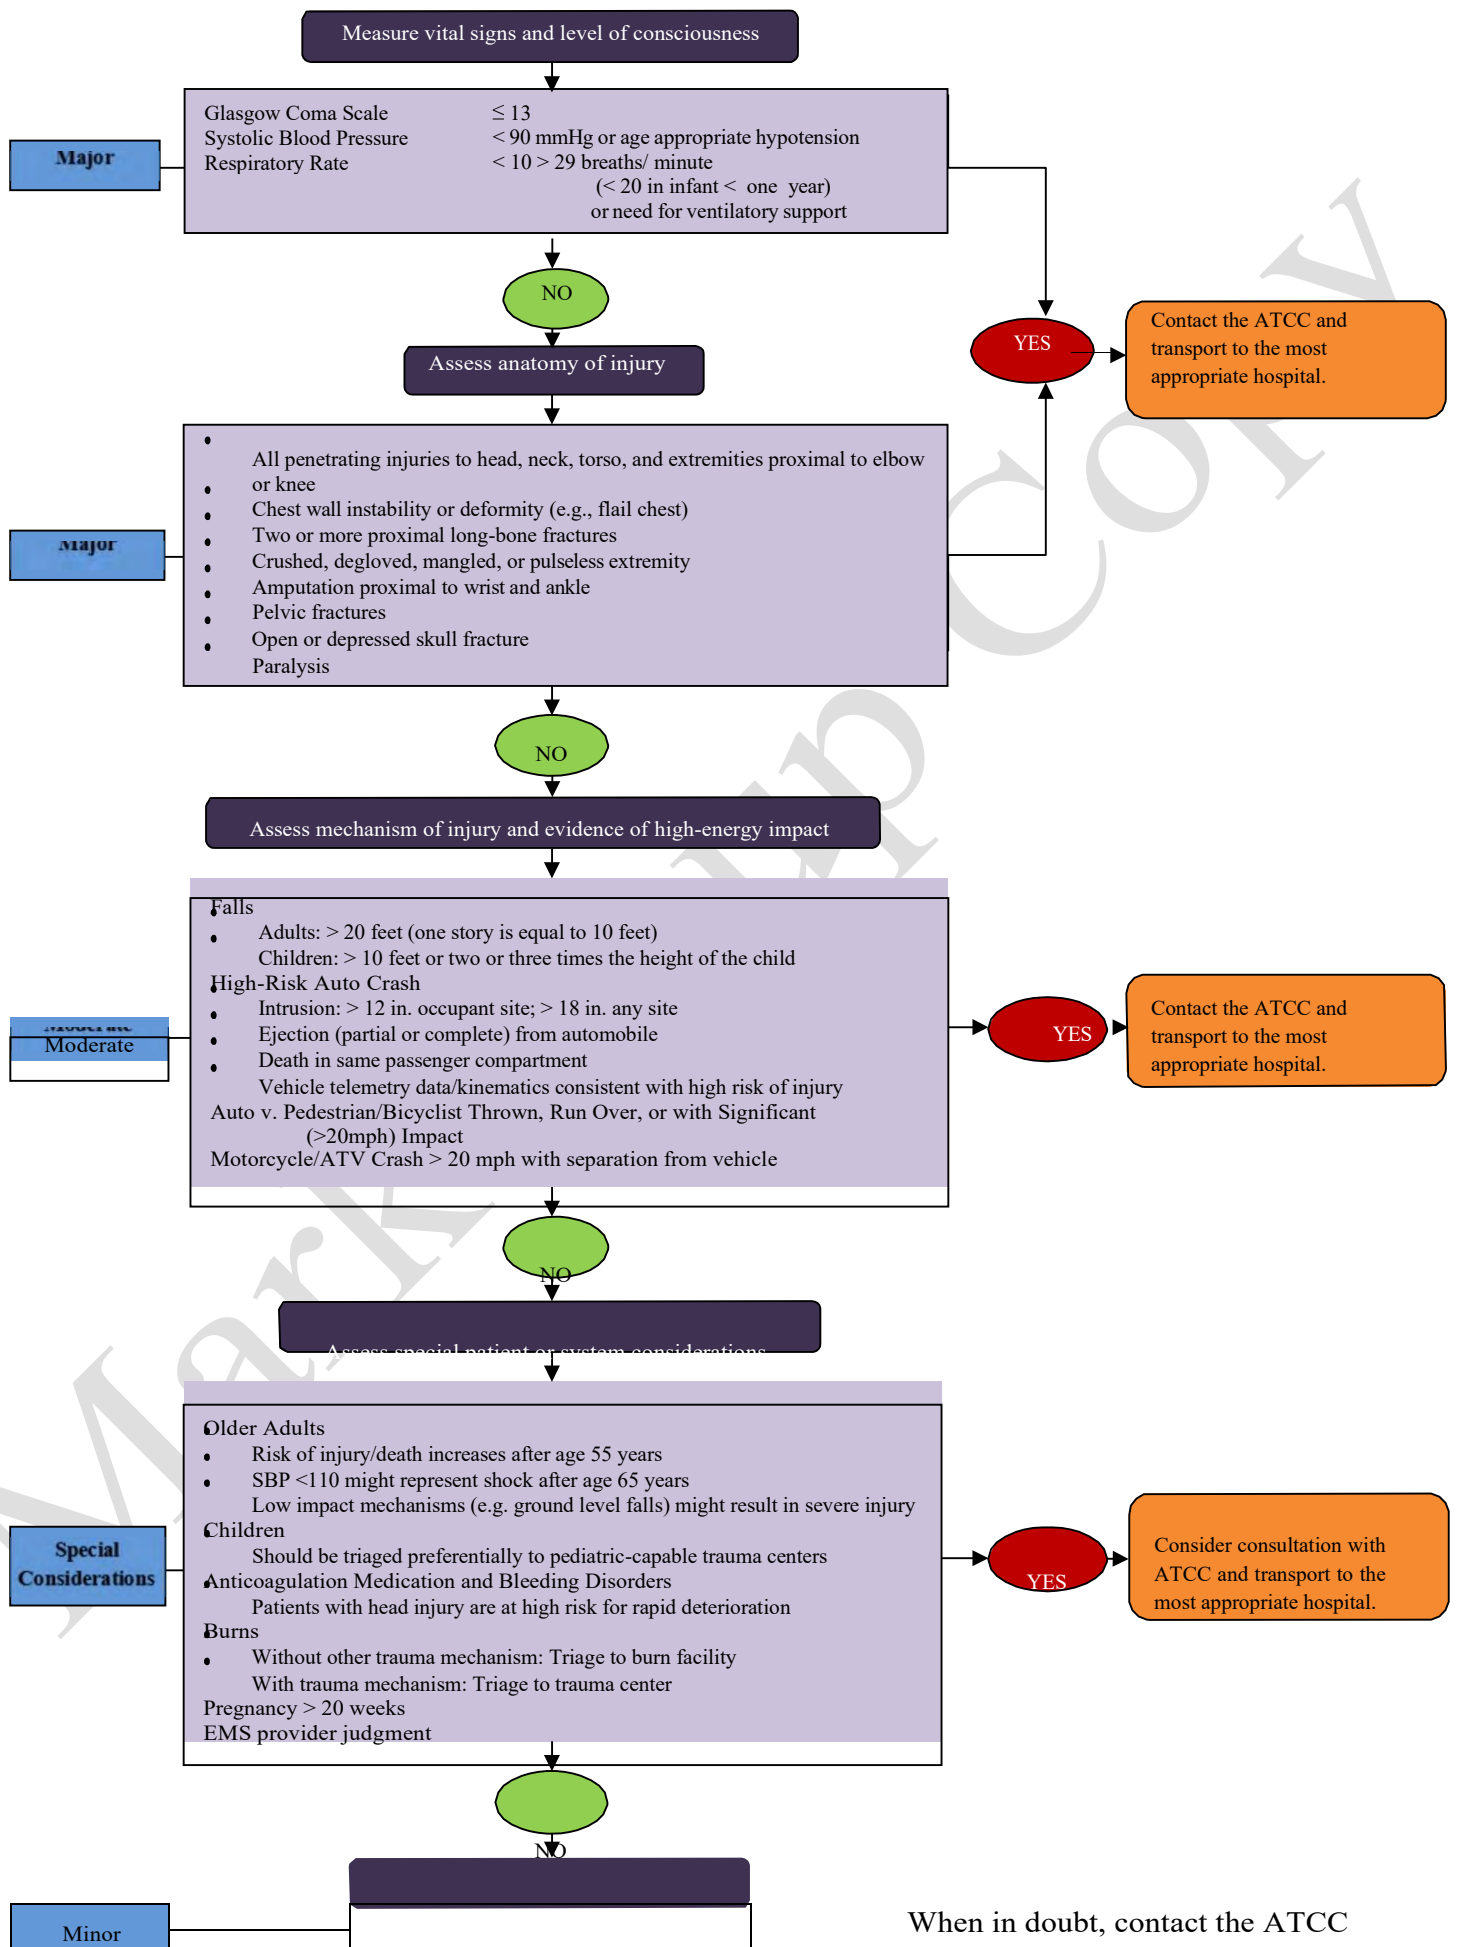 Measure vital signs and level of consciousness
Major
Glasgow Coma Scale ≤ 13
Systolic Blood Pressure < 90 mmHg or age appropriate hypotension
Respiratory Rate < 10 > 29 breaths/ minute
(< 20 in infant < one year)
or need for ventilatory support
NO
YES
Contact the ATCC and
transport to the most
appropriate hospital.
Assess anatomy of injury
Major
All penetrating injuries to head, neck, torso, and extremities proximal to elbow
or knee
Chest wall instability or deformity (e.g., flail chest)
Two or more proximal long-bone fractures
Crushed, degloved, mangled, or pulseless extremity
Amputation proximal to wrist and ankle
Pelvic fractures
Open or depressed skull fracture
Paralysis
NO
Assess mechanism of injury and evidence of high-energy impact
Moderate
Moderate
Falls
Adults: > 20 feet (one story is equal to 10 feet)
Children: > 10 feet or two or three times the height of the child
High-Risk Auto Crash
Intrusion: > 12 in. occupant site; > 18 in. any site
Ejection (partial or complete) from automobile
Death in same passenger compartment
Vehicle telemetry data/kinematics consistent with high risk of injury
Auto v. Pedestrian/Bicyclist Thrown, Run Over, or with Significant
(>20mph) Impact
Motorcycle/ATV Crash > 20 mph with separation from vehicle
YES
Contact the ATCC and
transport to the most
appropriate hospital.
NO
Assess special patient or system considerations
Special
Considerations
Older Adults
Risk of injury/death increases after age 55 years
SBP <110 might represent shock after age 65 years
Low impact mechanisms (e.g. ground level falls) might result in severe injury
Children
Should be triaged preferentially to pediatric-capable trauma centers
Anticoagulation Medication and Bleeding Disorders
Patients with head injury are at high risk for rapid deterioration
Burns
Without other trauma mechanism: Triage to burn facility
With trauma mechanism: Triage to trauma center
Pregnancy > 20 weeks
EMS provider judgment
YES
Consider consultation with
ATCC and transport to the
most appropriate hospital.
NO
Minor
When in doubt, contact the ATCC
Mark up Copy